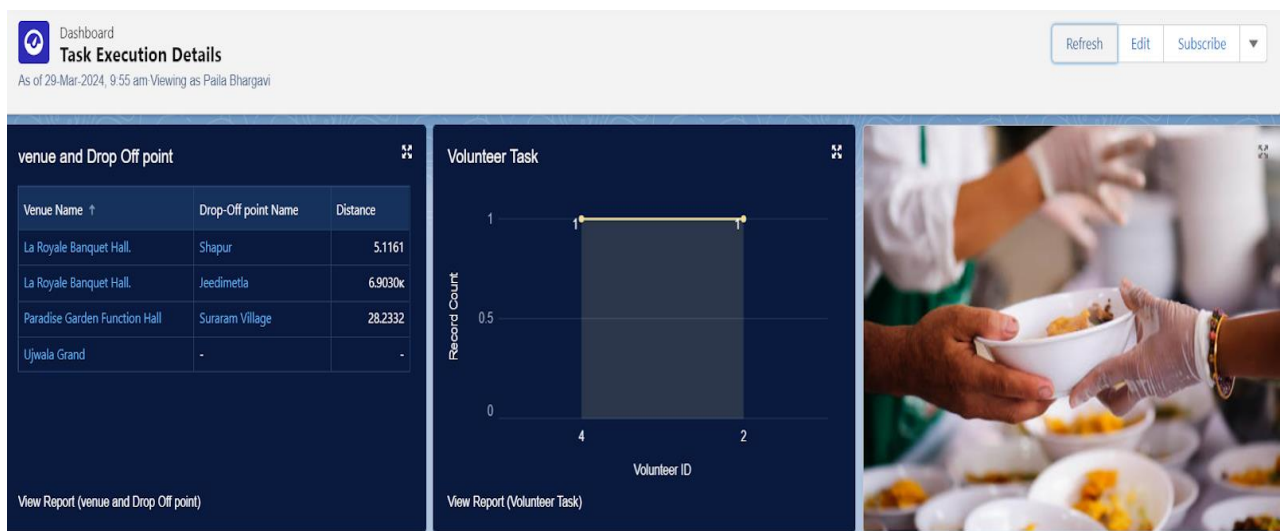 Dashboard
Task Execution Details
As of 29-Mar-2024, 9:55 am·Viewing as Paila Bhargavi
Refresh Edit Subscribe
venue and Drop Off point
Venue Name ↑ Drop-Off point Name Distance
La Royale Banquet Hall. Shapur 5.1161
La Royale Banquet Hall. Jeedimetla 6.9030к
Paradise Garden Function Hall Suraram Village 28.2332
Ujwala Grand - -
View Report (venue and Drop Off point)
Volunteer Task
Record Count
1
0.5
0
1 1
4 2
Volunteer ID
View Report (Volunteer Task)